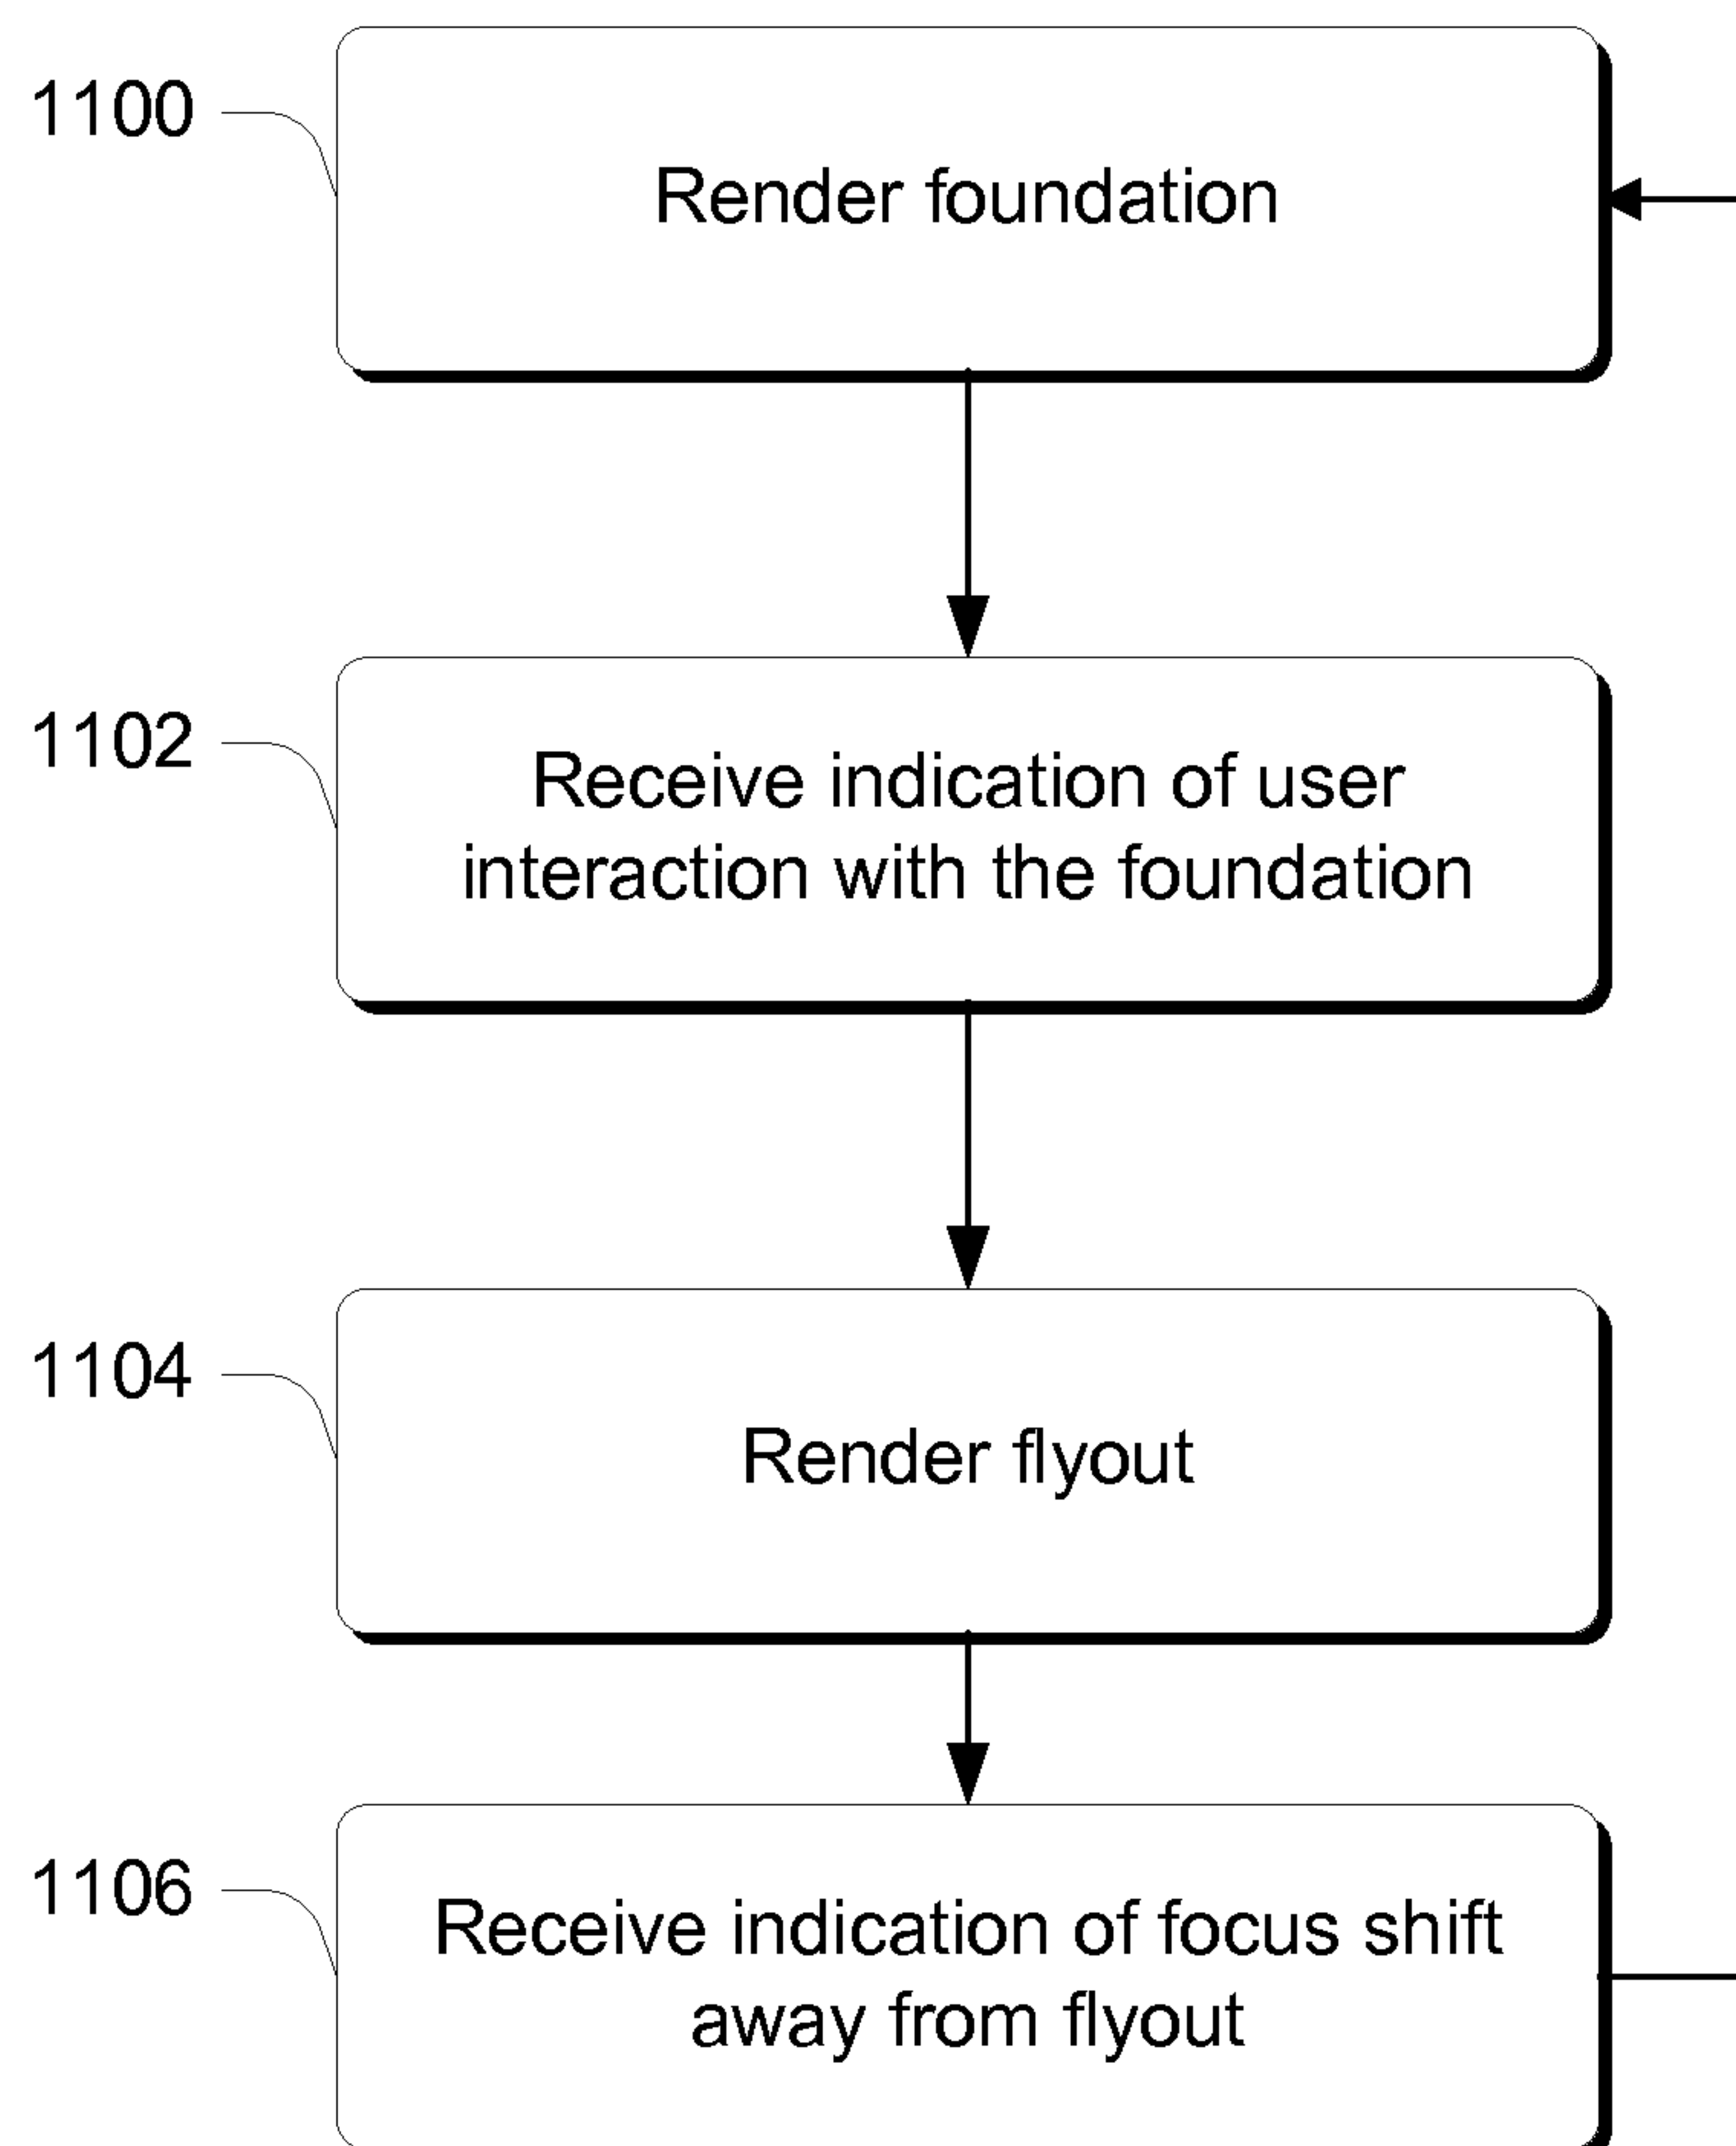 1100
Render foundation
1102
Receive indication of user
interaction with the foundation
1104
Render flyout
1106
Receive indication of focus shift
away from flyout